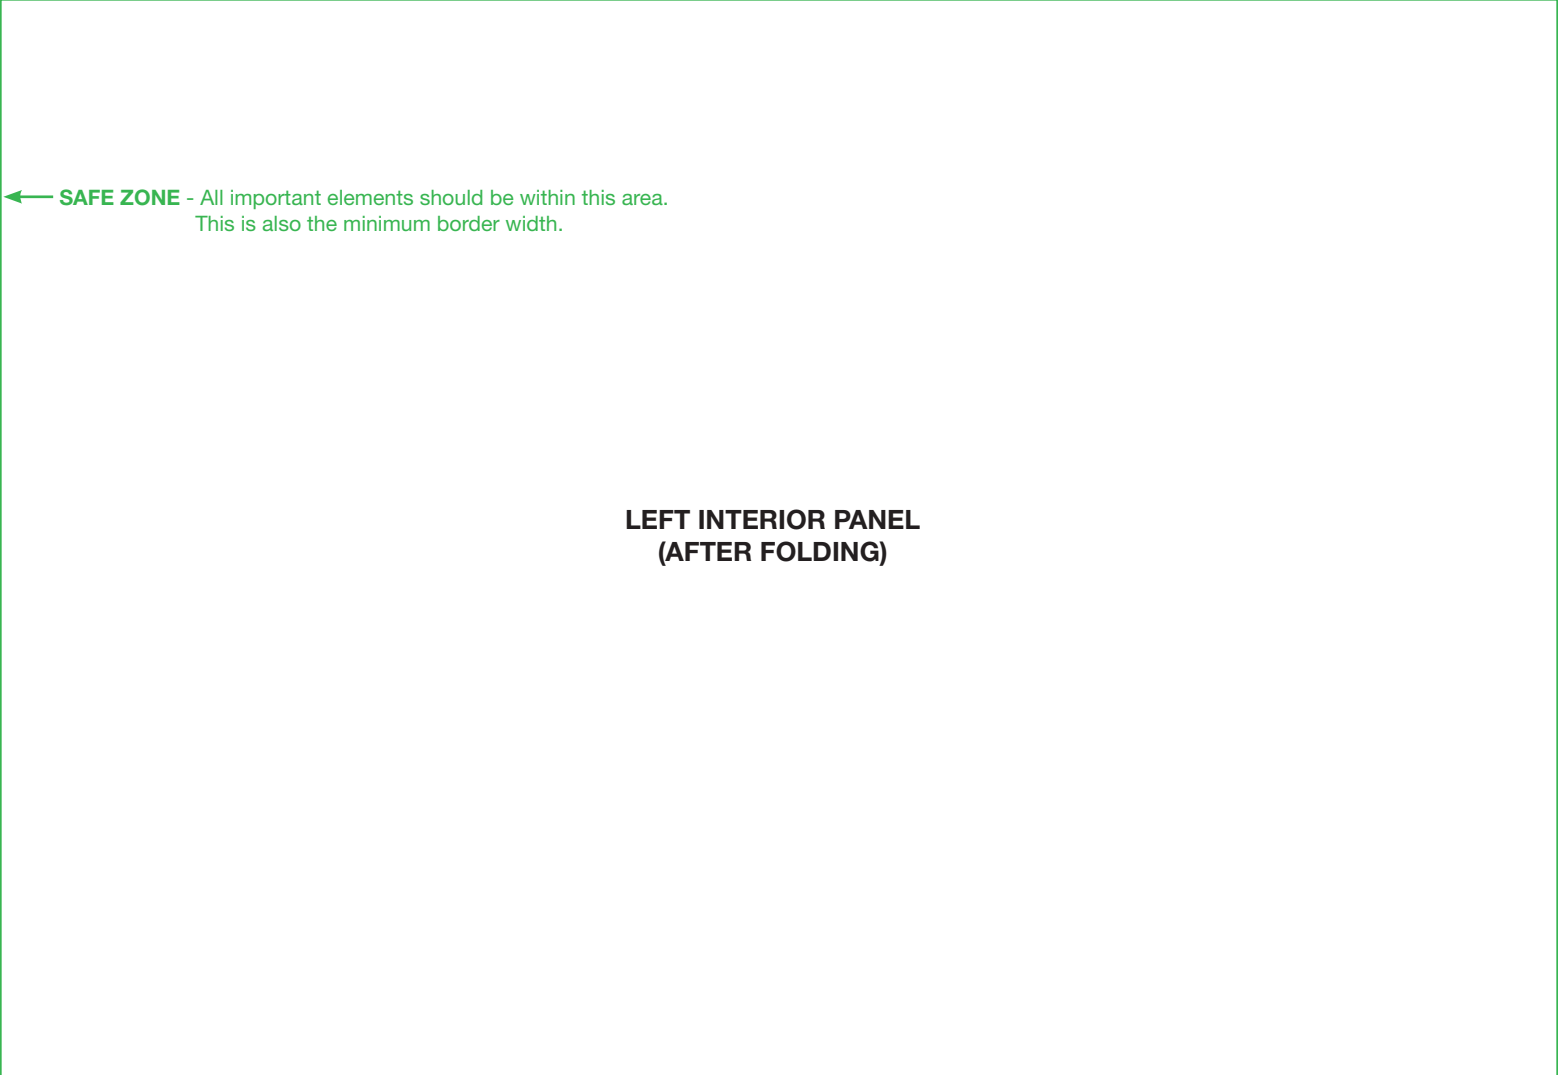 SAFE ZONE - All important elements should be within this area.
This is also the minimum border width.
LEFT INTERIOR PANEL
(AFTER FOLDING)